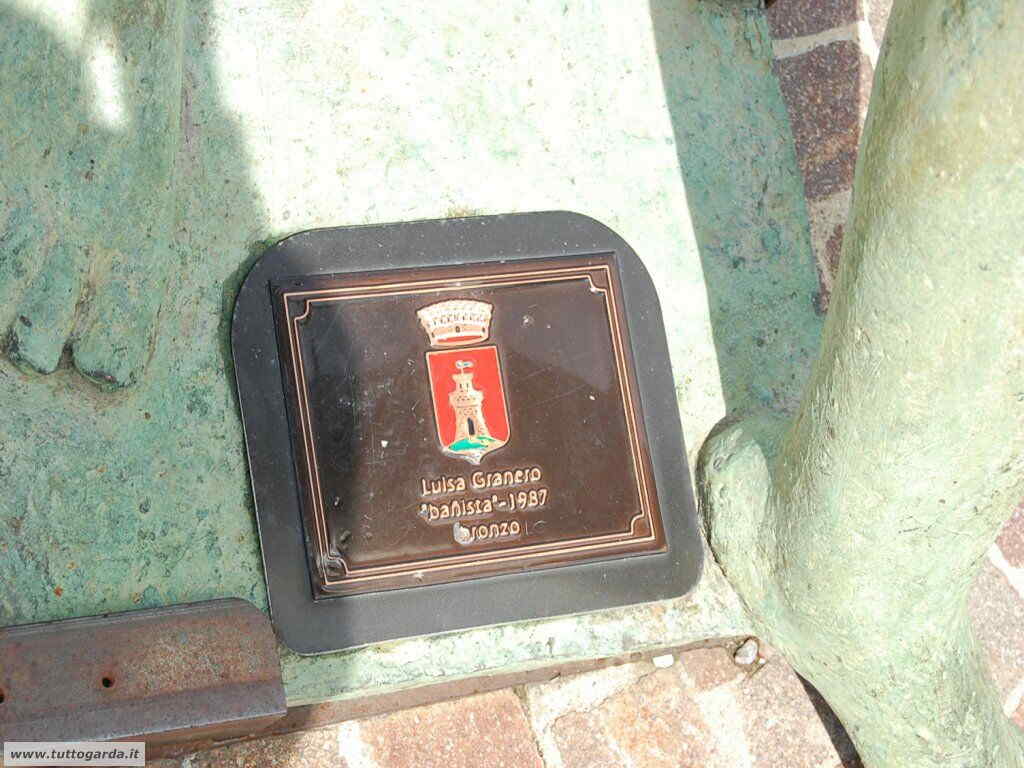 Luisa Granero
"bañista"-1987
bronzo
www.tuttogarda.it